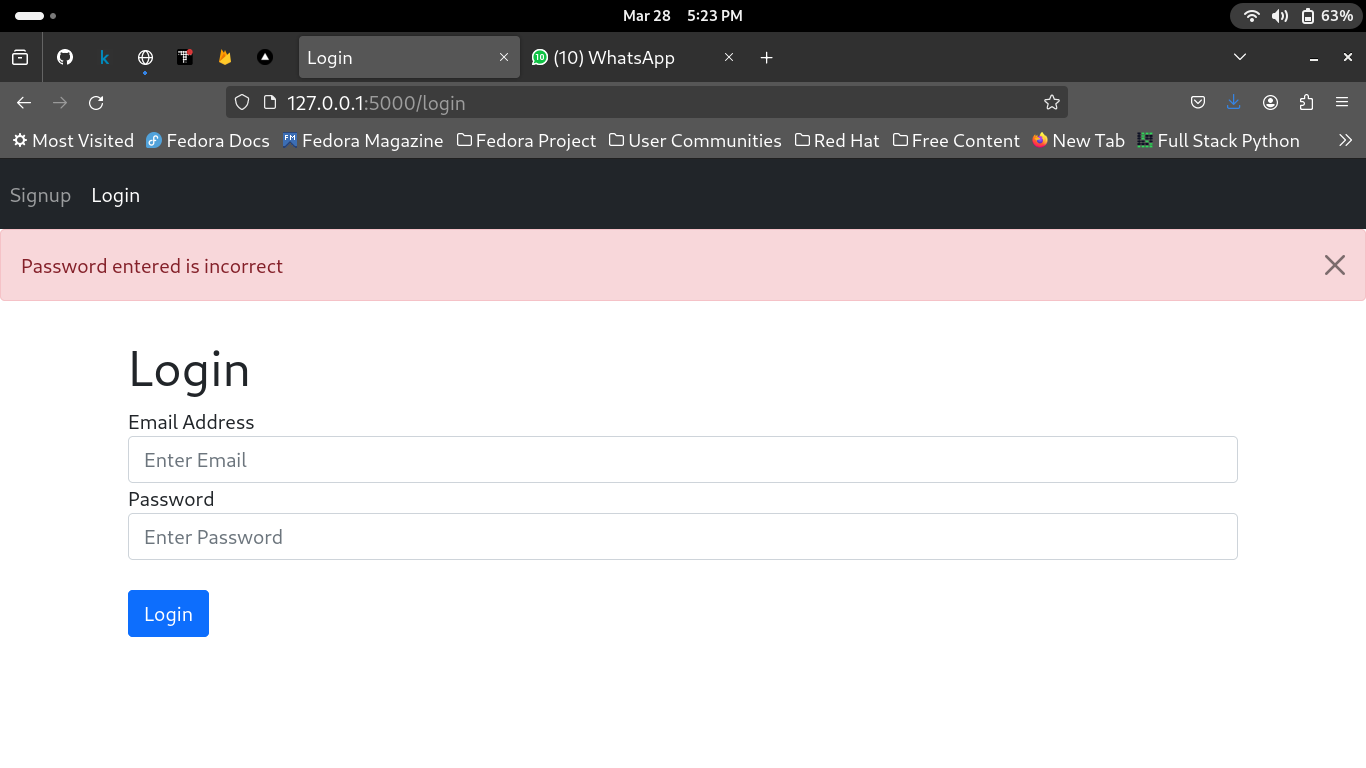 Mar 28 5:23 PM
63%
Login
(10) WhatsApp
127.0.0.1:5000/login
Most Visited
Fedora Docs
Fedora Magazine
Fedora Project
User Communities
Red Hat
Free Content
New Tab
Full Stack Python
Signup
Login
Password entered is incorrect
Login
Email Address
Enter Email
Password
Enter Password
Login